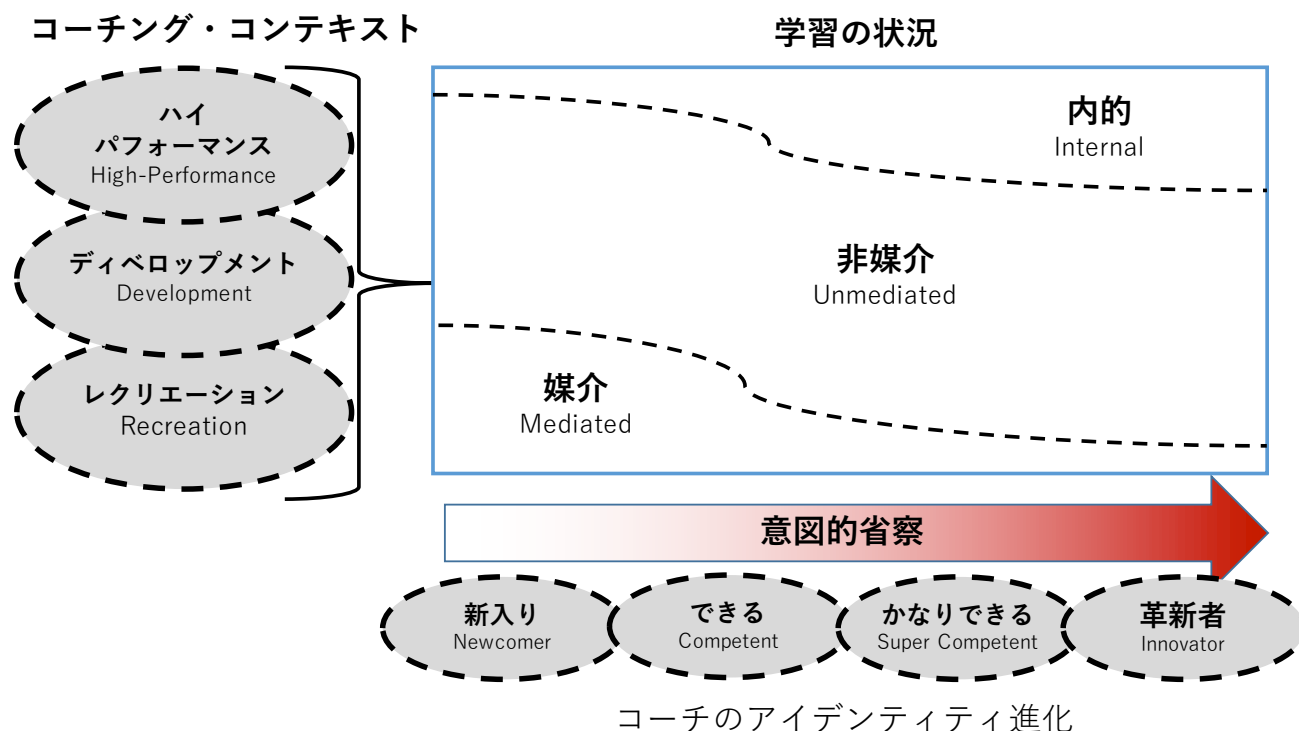 コーチング・コンテキスト
ハイ
パフォーマンス
High-Performance
ディベロップメント
Development
レクリエーション
Recreation
学習の状況
内的
Internal
非媒介
Unmediated
媒介
Mediated
意図的省察
新入り
Newcomer
できる
Competent
かなりできる
Super Competent
革新者
Innovator
コーチのアイデンティティ進化